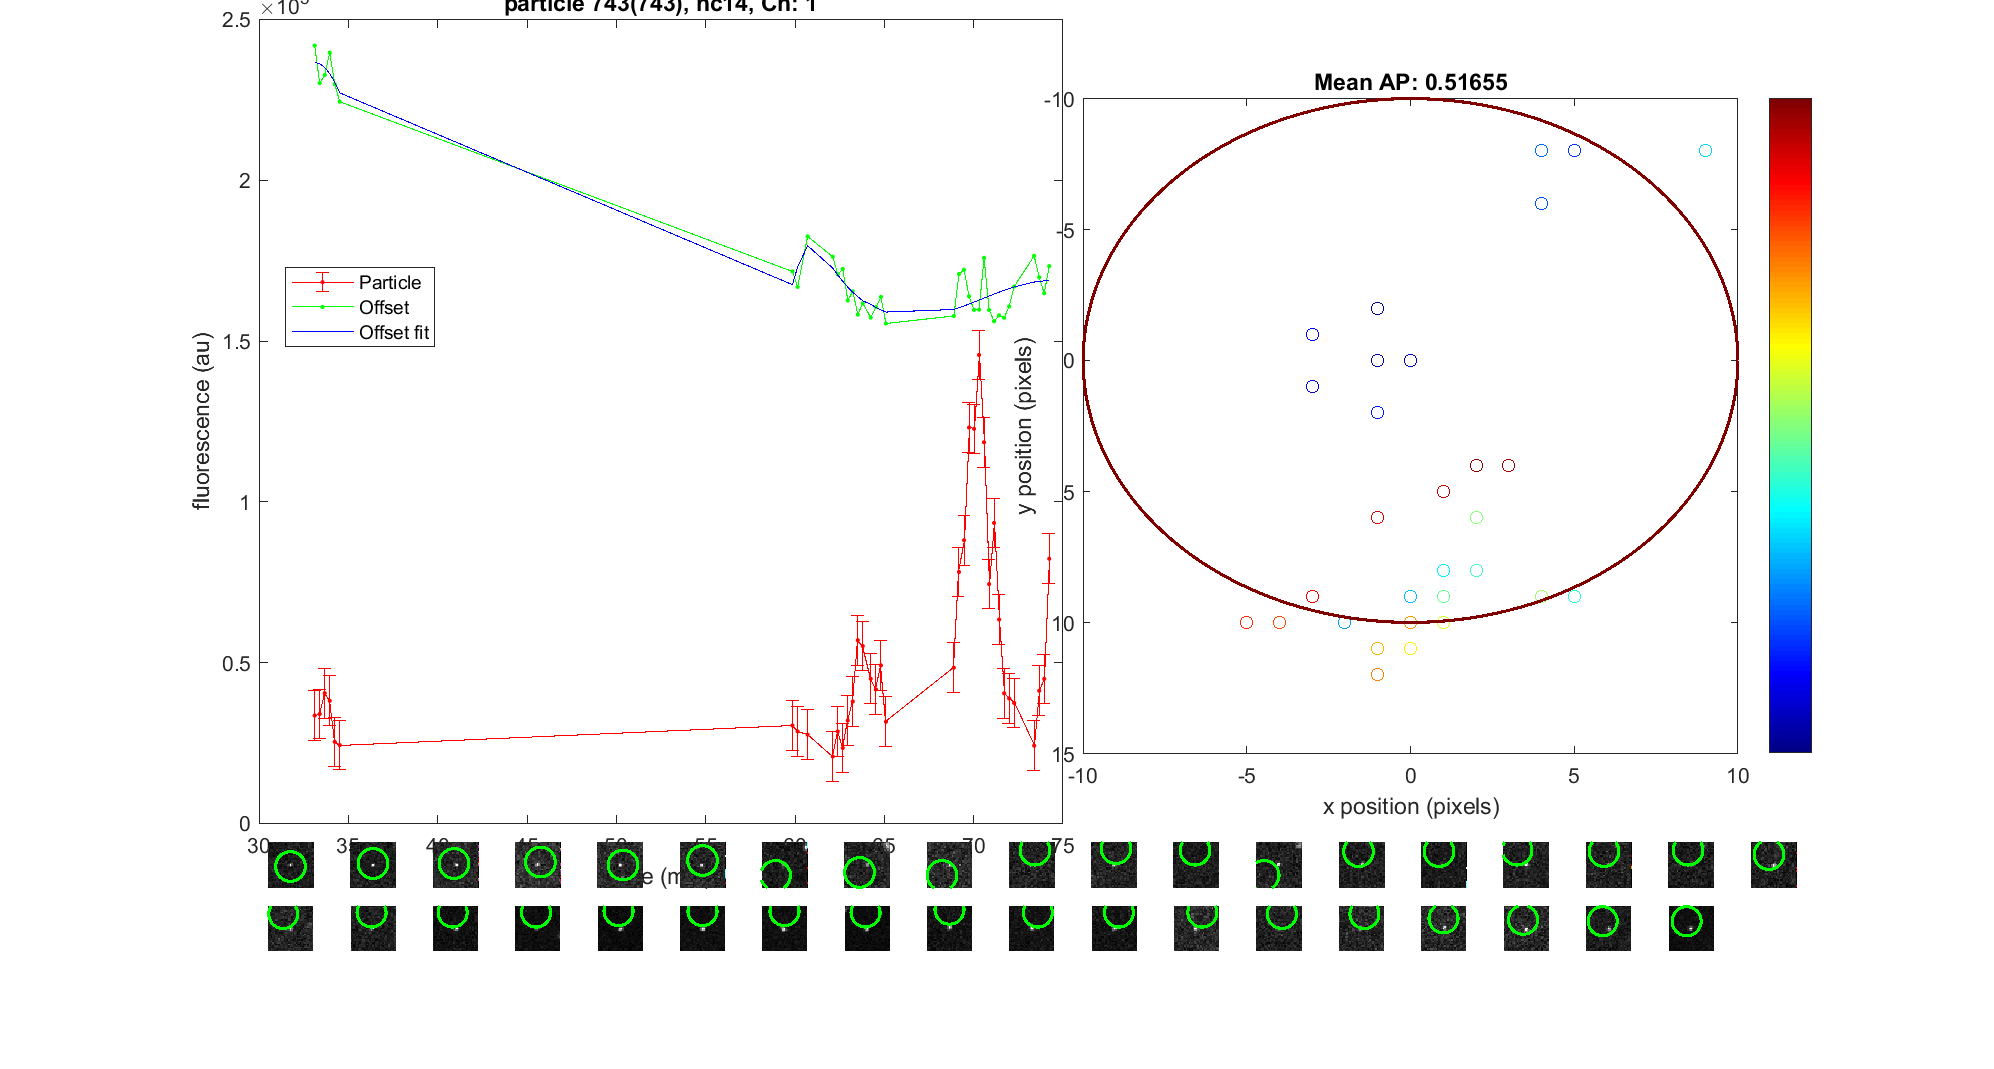 particle 743(743), nc14, Ch: 1
2.5
2
1.5
1
0.5
0
fluorescence (au)
Particle
Offset
Offset fit
30 35 40 45 50 55 60 65 70 75
e (m
Mean AP: 0.51655
-10
-5
0
5
10
15
y position (pixels)
-10 -5 0 5 10
x position (pixels)